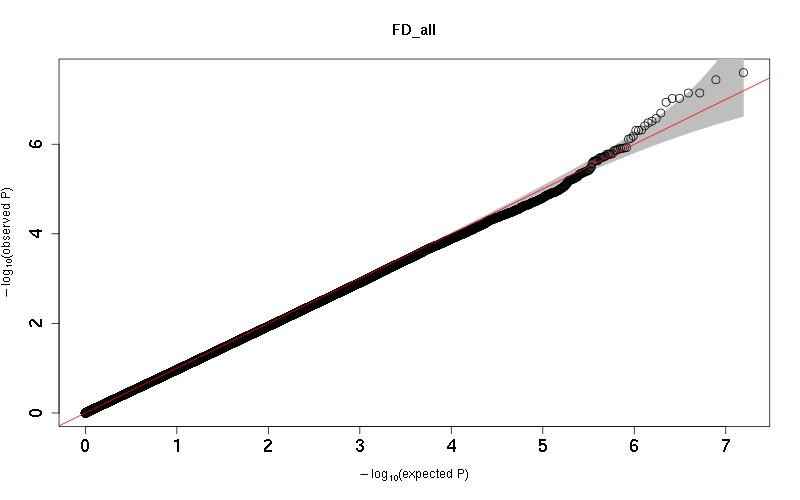 FD_all
− log10(observed P)
0
2
4
6
0 1 2 3 4 5 6 7
− log10(expected P)